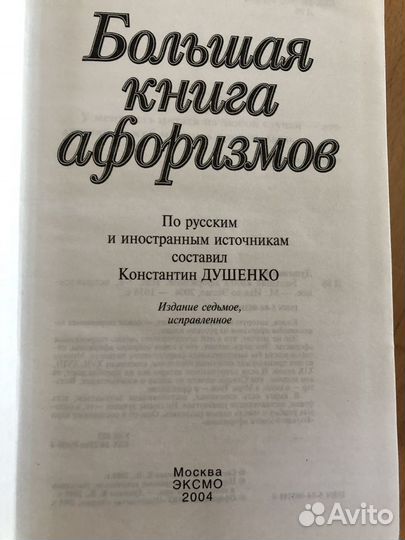 Большая
книга
афоризмов
По русским
и иностранным источникам
составил
Константин ДУШЕНКО
Издание седьмое,
исправленное
Москва
ЭКСМО
2004
Avito